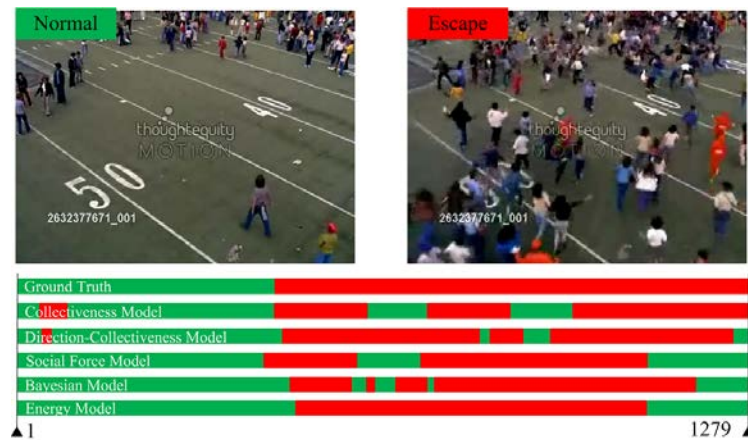 Normal
Escape
50
40
thoughtequity
MOTION
2632377671_001
40
thoughtequity
MOTION
2632377671_001
Ground Truth
Collectiveness Model
Direction-Collectiveness Model
Social Force Model
Bayesian Model
Energy Model
1
1279